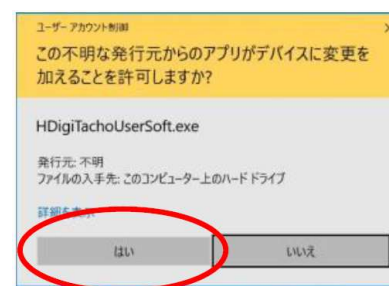 ユーザー アカウント制御
この不明な発行元からのアプリがデバイスに変更を
加えることを許可しますか?
HDigiTachoUserSoft.exe
発行元: 不明
ファイルの入手先: このコンピューター上のハード ドライブ
詳細を表示
はい
いいえ